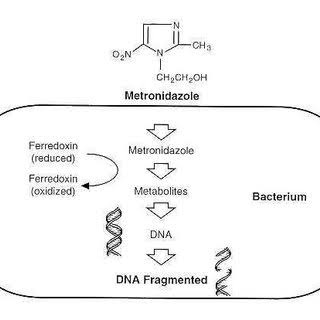 N
O₂N
N
CH₃
CH₂CH₂OH
Metronidazole
Ferredoxin
(reduced)
Ferredoxin
(oxidized)
Metronidazole
Metabolites
Bacterium
DNA
DNA Fragmented